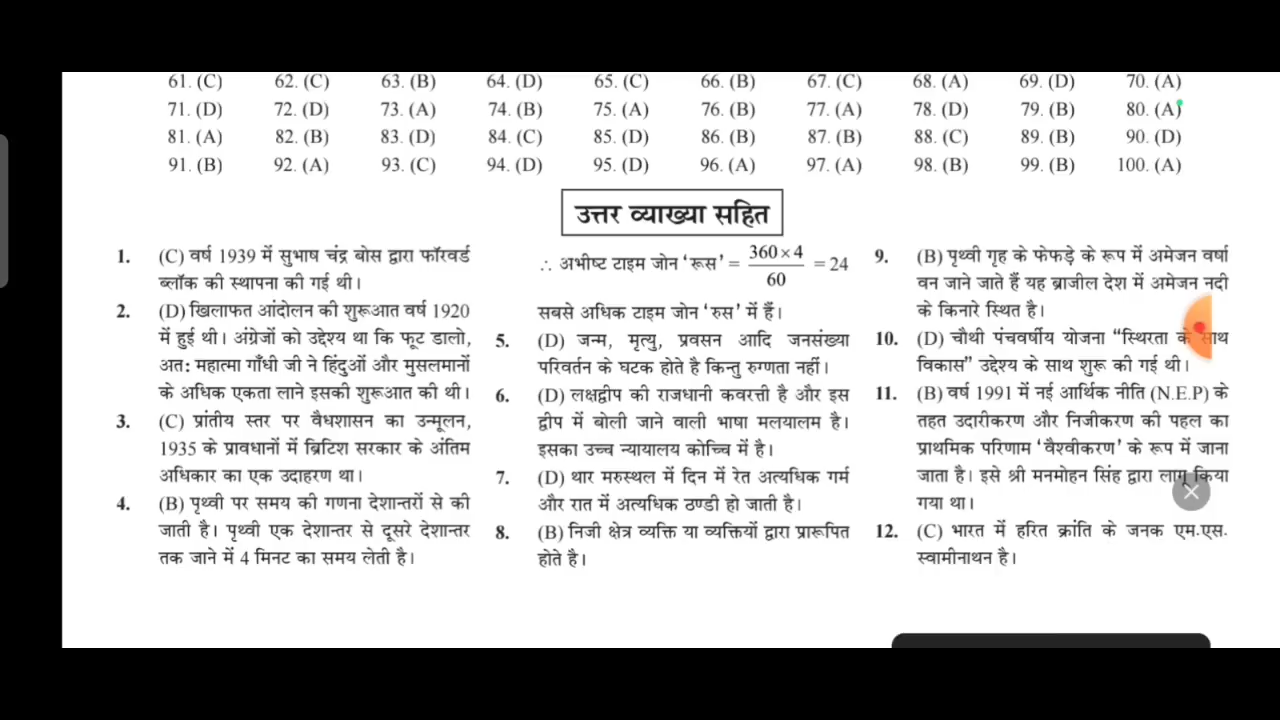 61. (C) 62. (C) 63. (B) 64. (D) 65. (C) 66. (B) 67. (C) 68. (A) 69. (D) 70. (A)
71. (D) 72. (D) 73. (A) 74. (B) 75. (A) 76. (B) 77. (A) 78. (D) 79. (B) 80. (A)
81. (A) 82. (B) 83. (D) 84. (C) 85. (D) 86. (B) 87. (B) 88. (C) 89. (B) 90. (D)
91. (B) 92. (A) 93. (C) 94. (D) 95. (D) 96. (A) 97. (A) 98. (B) 99. (B) 100. (A)
उत्तर व्याख्या सहित
1. (C) वर्ष 1939 में सुभाष चंद्र बोस द्वारा फॉरवर्ड
ब्लॉक की स्थापना की गई थी।
2. (D) खिलाफत आंदोलन की शुरूआत वर्ष 1920
में हुई थी। अंग्रेजों को उद्देश्य था कि फूट डालो,
अतः महात्मा गाँधी जी ने हिंदुओं और मुसलमानों
के अधिक एकता लाने इसकी शुरूआत की थी।
3. (C) प्रांतीय स्तर पर वैधशासन का उन्मूलन,
1935 के प्रावधानों में ब्रिटिश सरकार के अंतिम
अधिकार का एक उदाहरण था।
4. (B) पृथ्वी पर समय की गणना देशान्तरों से की
जाती है। पृथ्वी एक देशान्तर से दूसरे देशान्तर
तक जाने में 4 मिनट का समय लेती है।
∴ अभीष्ट टाइम जोन 'रूस' = 360 × 4 / 60 = 24
सबसे अधिक टाइम जोन 'रुस' में हैं।
5. (D) जन्म, मृत्यु, प्रवसन आदि जनसंख्या
परिवर्तन के घटक होते है किन्तु रुग्णता नहीं।
6. (D) लक्षद्वीप की राजधानी कवरत्ती है और इस
द्वीप में बोली जाने वाली भाषा मलयालम है।
इसका उच्च न्यायालय कोच्चि में है।
7. (D) थार मरुस्थल में दिन में रेत अत्यधिक गर्म
और रात में अत्यधिक ठण्डी हो जाती है।
8. (B) निजी क्षेत्र व्यक्ति या व्यक्तियों द्वारा प्रारूपित
होते है।
9. (B) पृथ्वी गृह के फेफड़े के रूप में अमेजन वर्षा
वन जाने जाते हैं यह ब्राजील देश में अमेजन नदी
के किनारे स्थित है।
10. (D) चौथी पंचवर्षीय योजना "स्थिरता के साथ
विकास" उद्देश्य के साथ शुरू की गई थी।
11. (B) वर्ष 1991 में नई आर्थिक नीति (N.E.P) के
तहत उदारीकरण और निजीकरण की पहल का
प्राथमिक परिणाम 'वैश्वीकरण' के रूप में जाना
जाता है। इसे श्री मनमोहन सिंह द्वारा लागू किया
गया था।
12. (C) भारत में हरित क्रांति के जनक एम.एस.
स्वामीनाथन है।